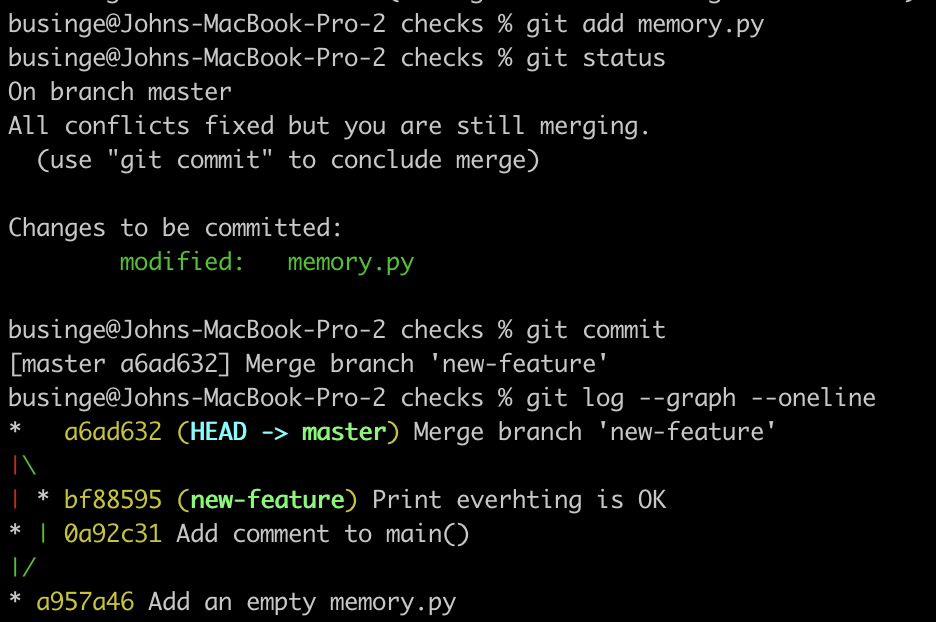 businge@Johns-MacBook-Pro-2 checks % git add memory.py
businge@Johns-MacBook-Pro-2 checks % git status
On branch master
All conflicts fixed but you are still merging.
  (use "git commit" to conclude merge)

Changes to be committed:
        modified:   memory.py

businge@Johns-MacBook-Pro-2 checks % git commit
[master a6ad632] Merge branch 'new-feature'
businge@Johns-MacBook-Pro-2 checks % git log --graph --oneline
*   a6ad632 (HEAD -> master) Merge branch 'new-feature'
|\
| * bf88595 (new-feature) Print everhting is OK
* | 0a92c31 Add comment to main()
|/
* a957a46 Add an empty memory.py